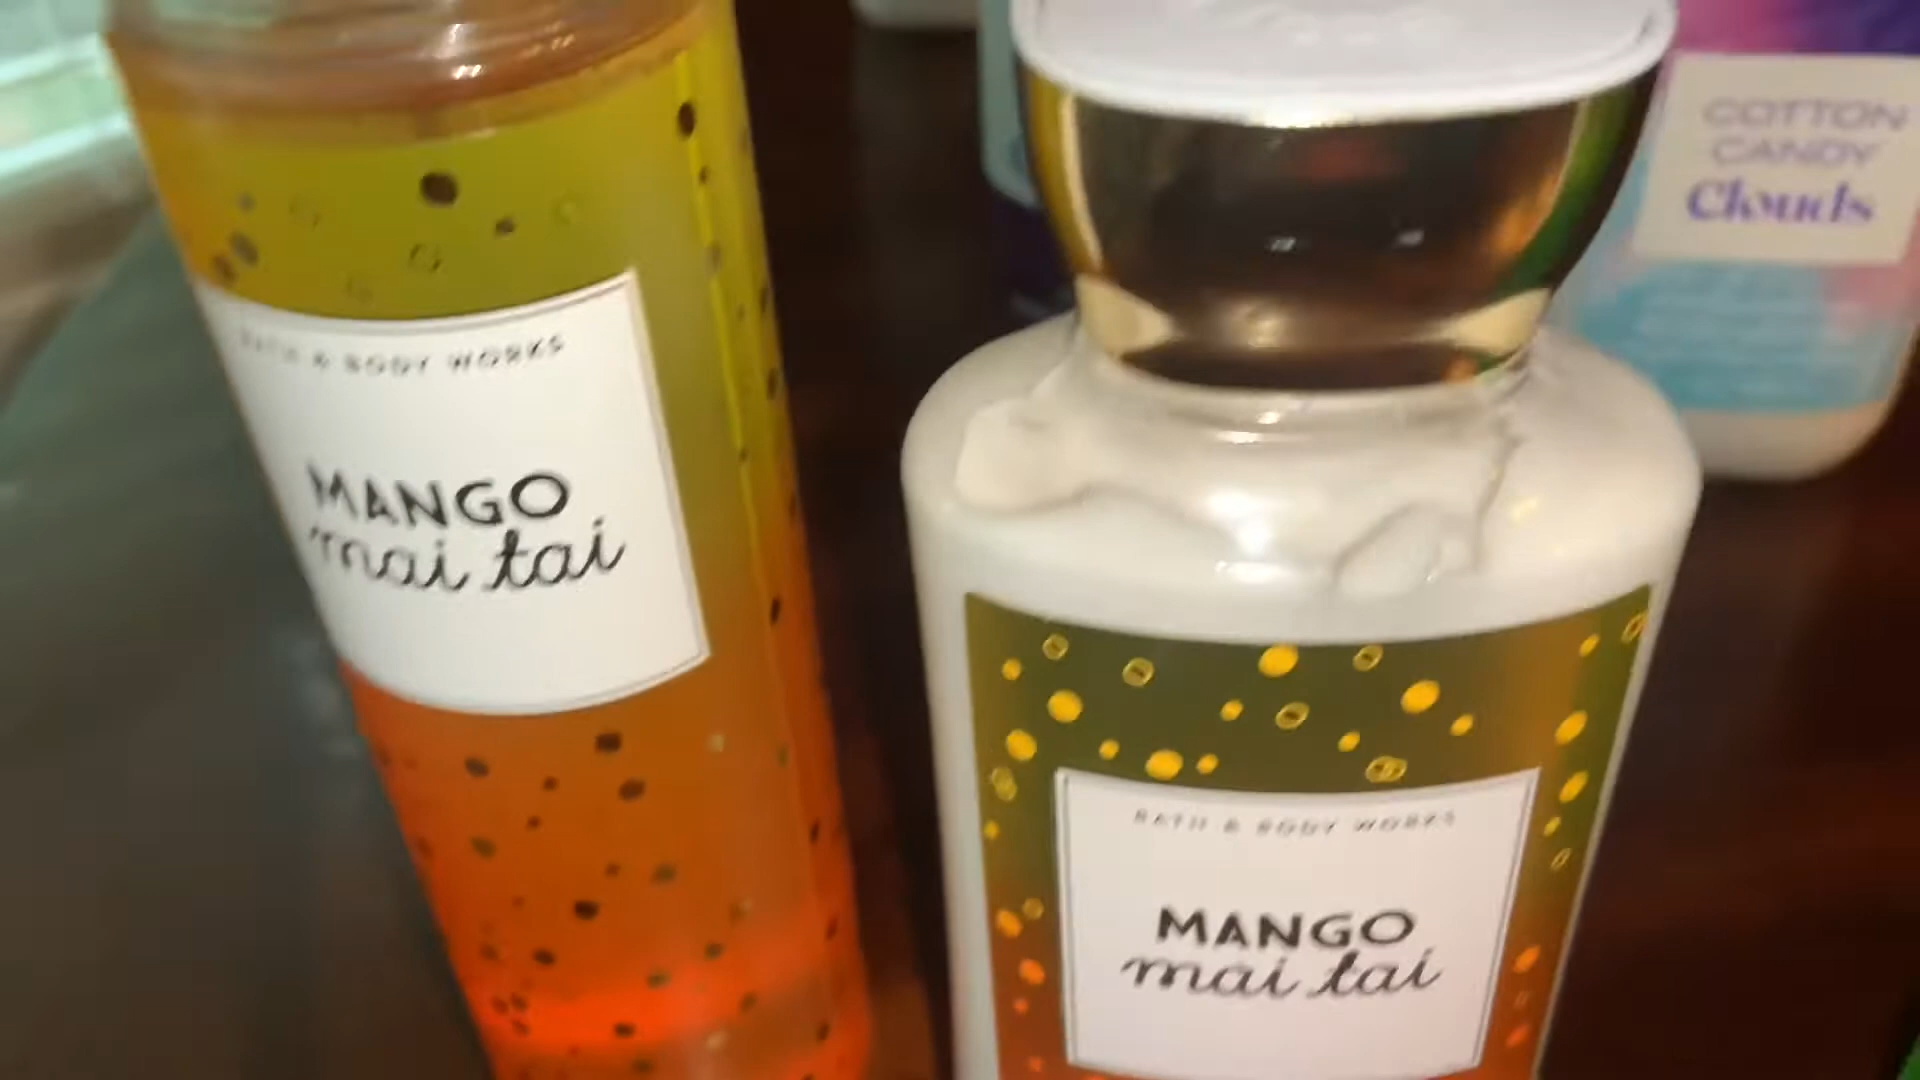 BATH & BODY WORKS
MANGO
mai tai
BATH & BODY WORKS
MANGO
mai tai
COTTON
CANDY
Clouds